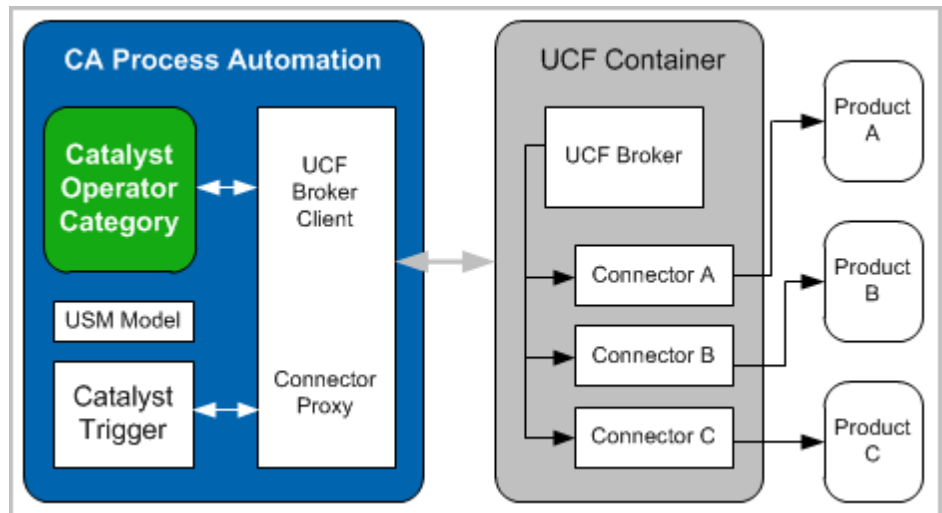 CA Process Automation
Catalyst
Operator
Category
UCF
Broker
Client
USM Model
Catalyst
Trigger
Connector
Proxy
UCF Container
UCF Broker
Connector A
Connector B
Connector C
Product
A
Product
B
Product
C